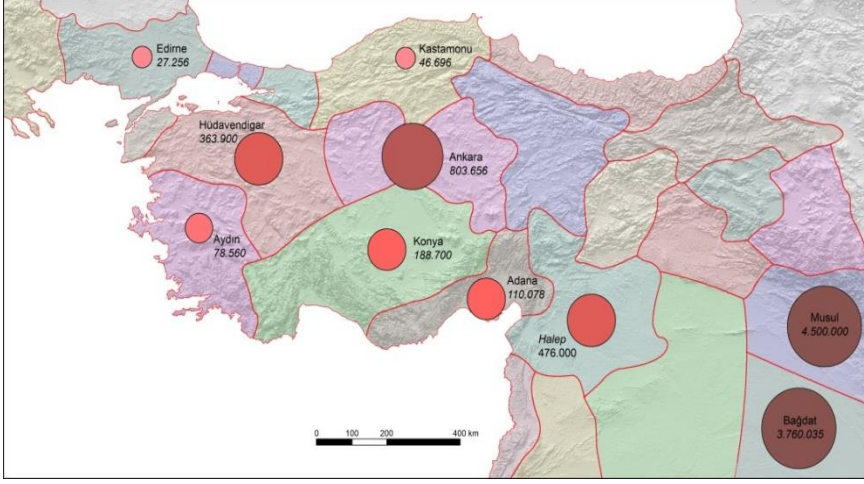 Edirne
27.256
Kastamonu
46.696
Hüdavendigar
363.900
Ankara
803.656
Aydın
78.560
Konya
188.700
Adana
110.078
Halep
476.000
Musul
4.500.000
Bağdat
3.760.035
0 100 200 400 km